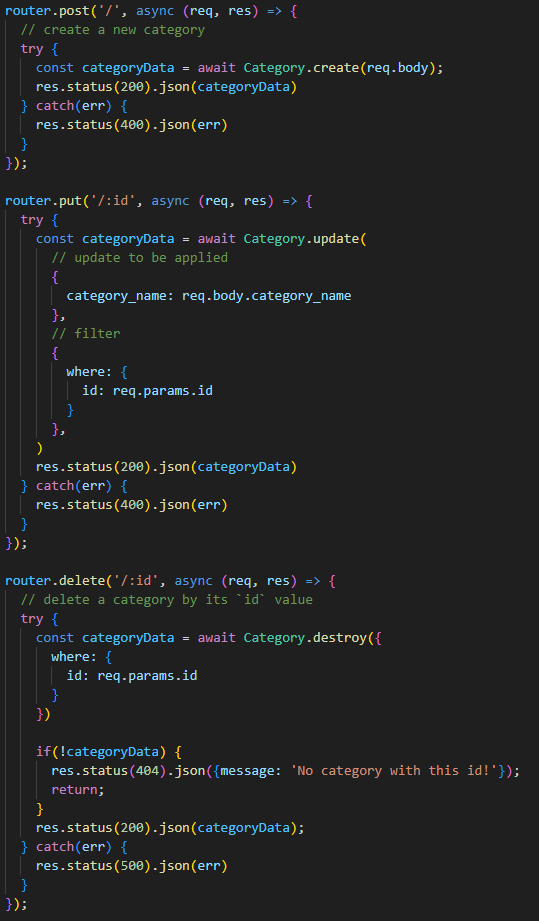 router.post('/', async (req, res) => {
  // create a new category
  try {
    const categoryData = await Category.create(req.body);
    res.status(200).json(categoryData)
  } catch(err) {
    res.status(400).json(err)
  }
});

router.put('/:id', async (req, res) => {
  try {
    const categoryData = await Category.update(
      // update to be applied
      {
        category_name: req.body.category_name
      },
      // filter
      {
        where: {
          id: req.params.id
        }
      },
    )
    res.status(200).json(categoryData)
  } catch(err) {
    res.status(400).json(err)
  }
});

router.delete('/:id', async (req, res) => {
  // delete a category by its `id` value
  try {
    const categoryData = await Category.destroy({
      where: {
        id: req.params.id
      }
    })

    if(!categoryData) {
      res.status(404).json({message: 'No category with this id!'});
      return;
    }
    res.status(200).json(categoryData);
  } catch(err) {
    res.status(500).json(err)
  }
});